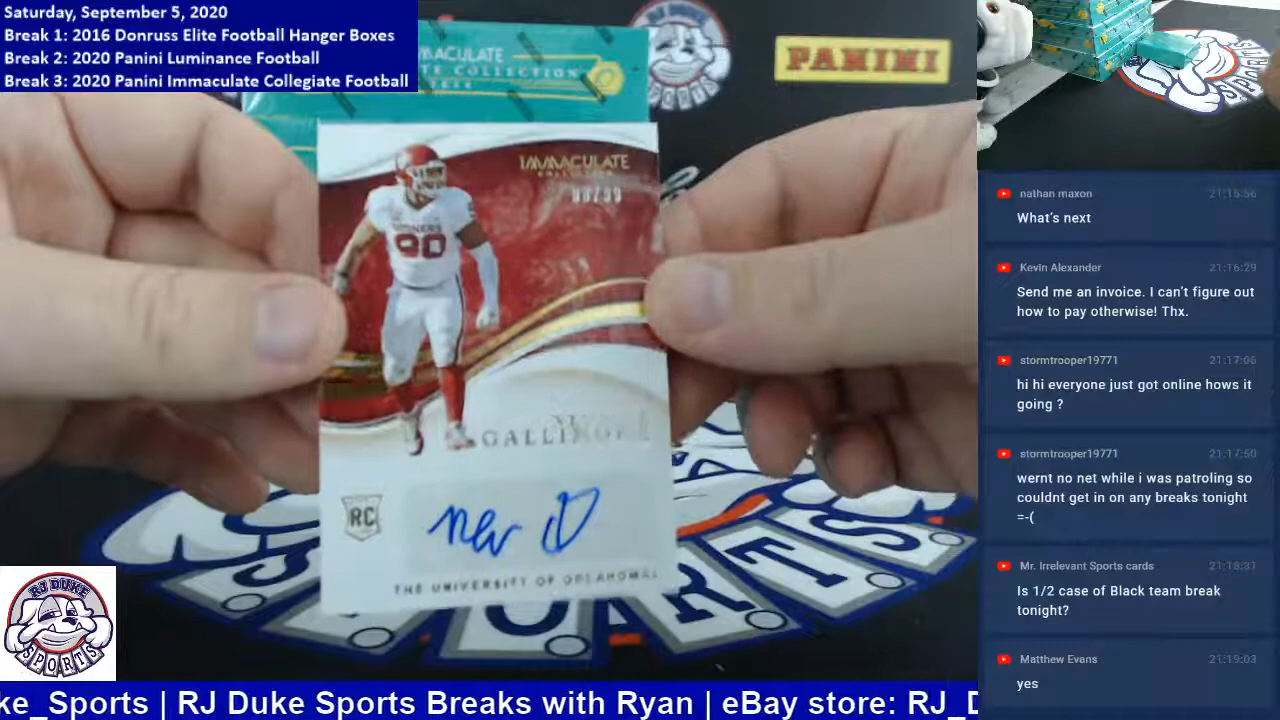 Saturday, September 5, 2020
Break 1: 2016 Donruss Elite Football Hanger Boxes
Break 2: 2020 Panini Luminance Football
Break 3: 2020 Panini Immaculate Collegiate Football
PANINI
IMMACULATE
COLLECTION
SOONERS
90
RC
THE UNIVERSITY OF OKLAHOMA
RJ DUKE
SPORTS
ke_Sports | RJ Duke Sports Breaks with Ryan | eBay store: RJ_D
nathan maxon 21:15:56
What's next
Kevin Alexander 21:16:29
Send me an invoice. I can't figure out
how to pay otherwise! Thx.
stormtrooper19771 21:17:06
hi hi everyone just got online hows it
going ?
stormtrooper19771 21:17:50
wernt no net while i was patroling so
couldnt get in on any breaks tonight
=-(
Mr. Irrelevant Sports cards 21:18:31
Is 1/2 case of Black team break
tonight?
Matthew Evans 21:19:03
yes